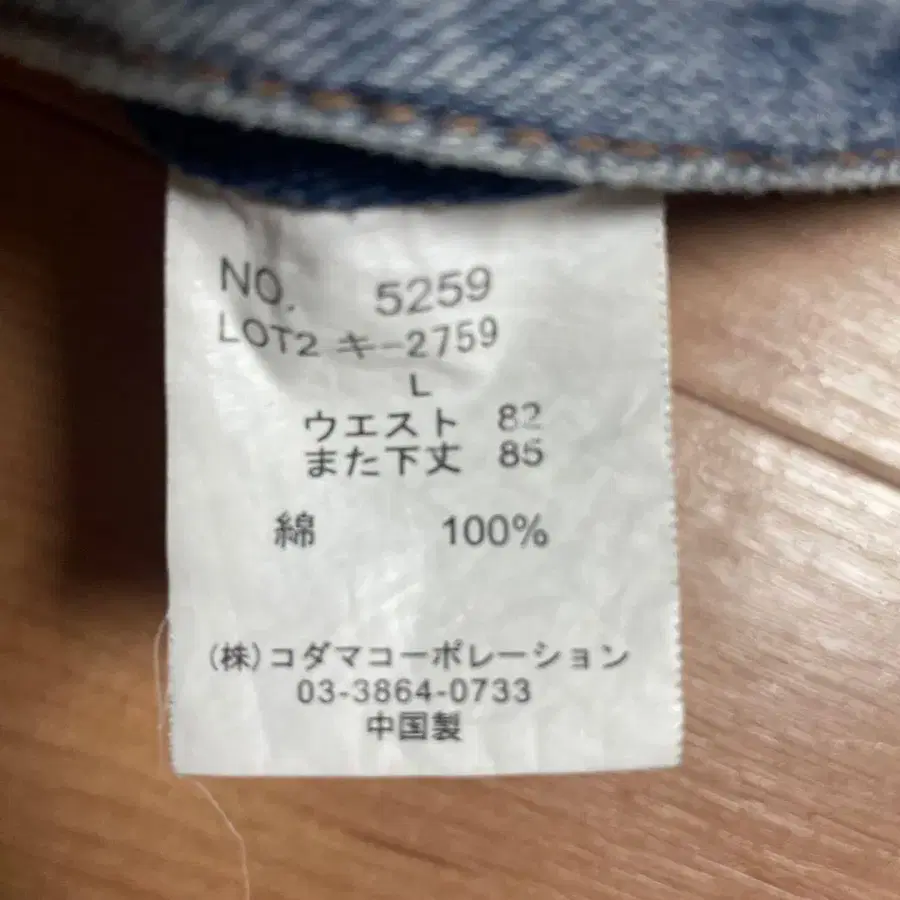 NO. 5259
LOT2 キ-2759
L
ウエスト 82
また下丈 85
綿 100%
(株)コダマコーポレーション
03-3864-0733
中国製